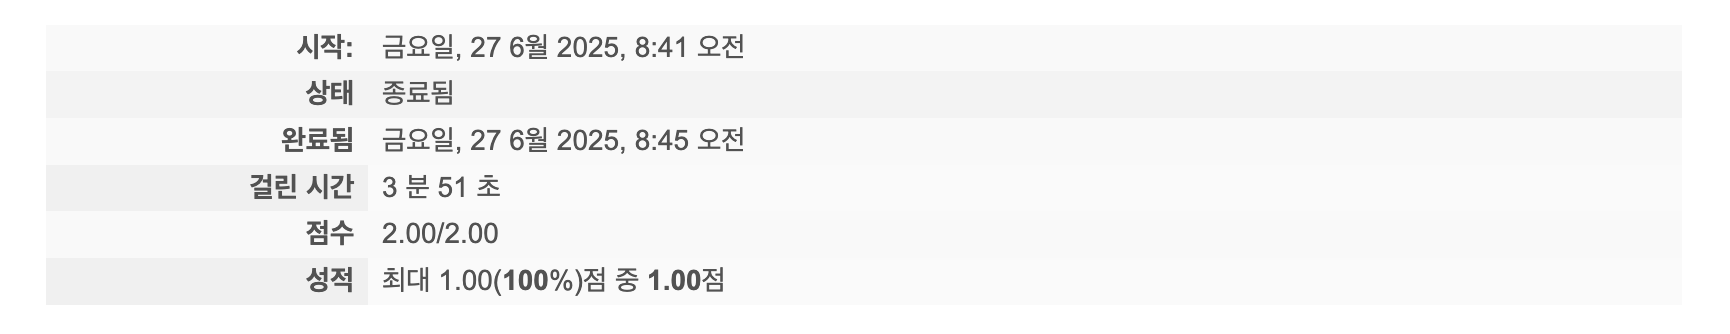 시작: 금요일, 27 6월 2025, 8:41 오전
상태 종료됨
완료됨 금요일, 27 6월 2025, 8:45 오전
걸린 시간 3 분 51 초
점수 2.00/2.00
성적 최대 1.00(100%)점 중 1.00점